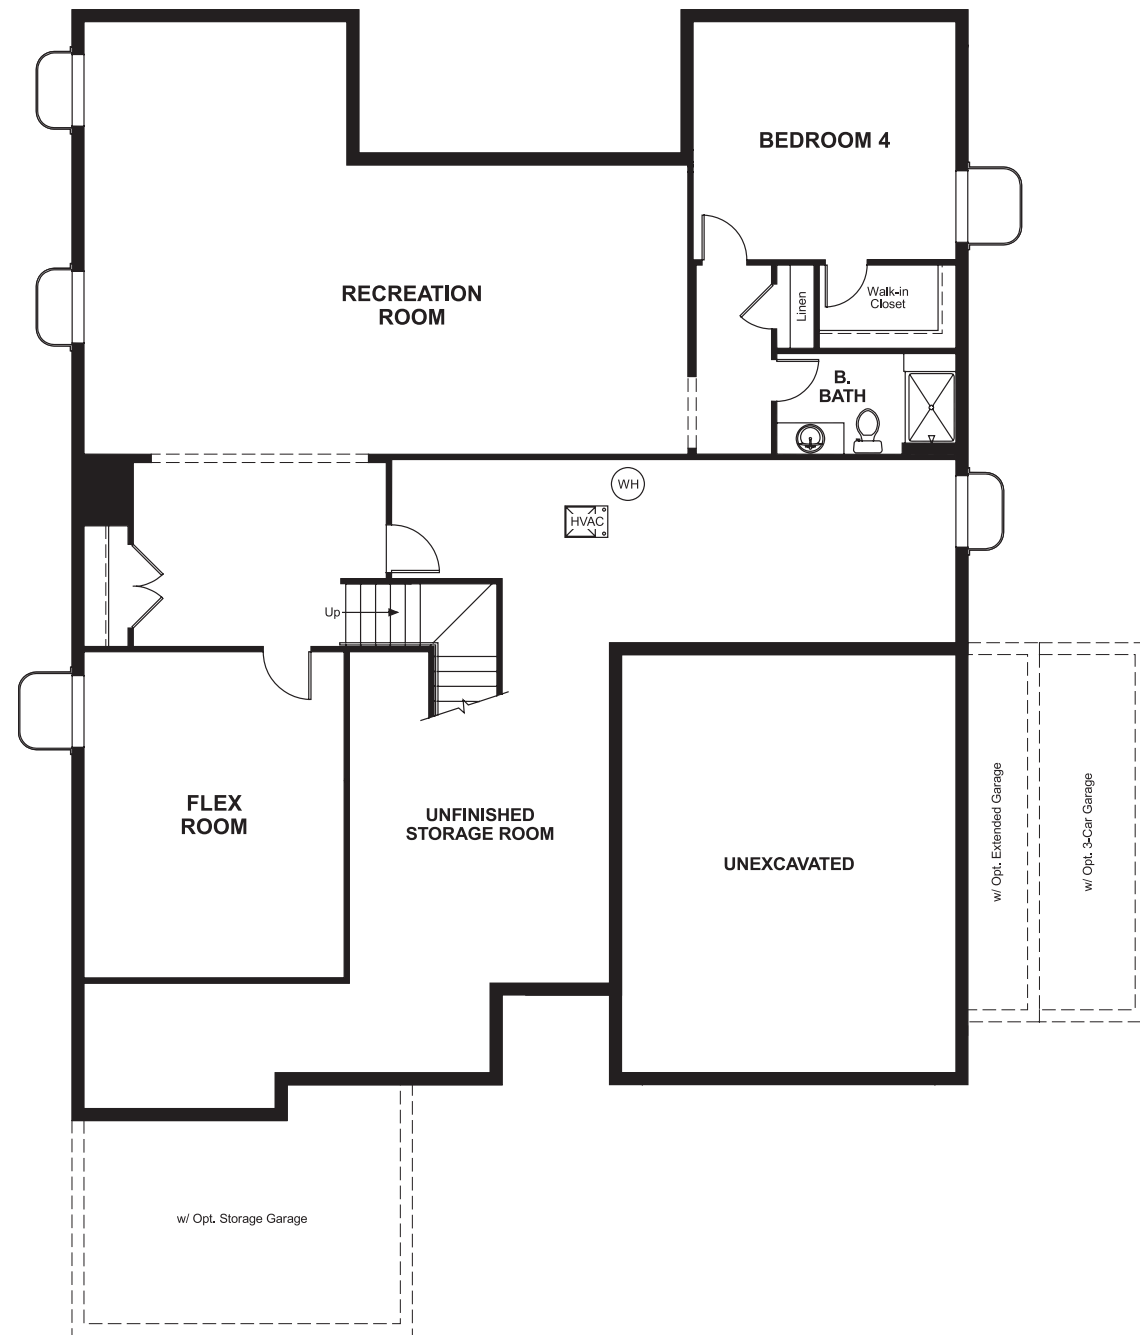 BEDROOM 4
RECREATION
ROOM
Linen
Walk-in
Closet
B.
BATH
WH
HVAC
Up
FLEX
ROOM
UNFINISHED
STORAGE ROOM
UNEXCAVATED
w/ Opt. Extended Garage
w/ Opt. 3-Car Garage
w/ Opt. Storage Garage